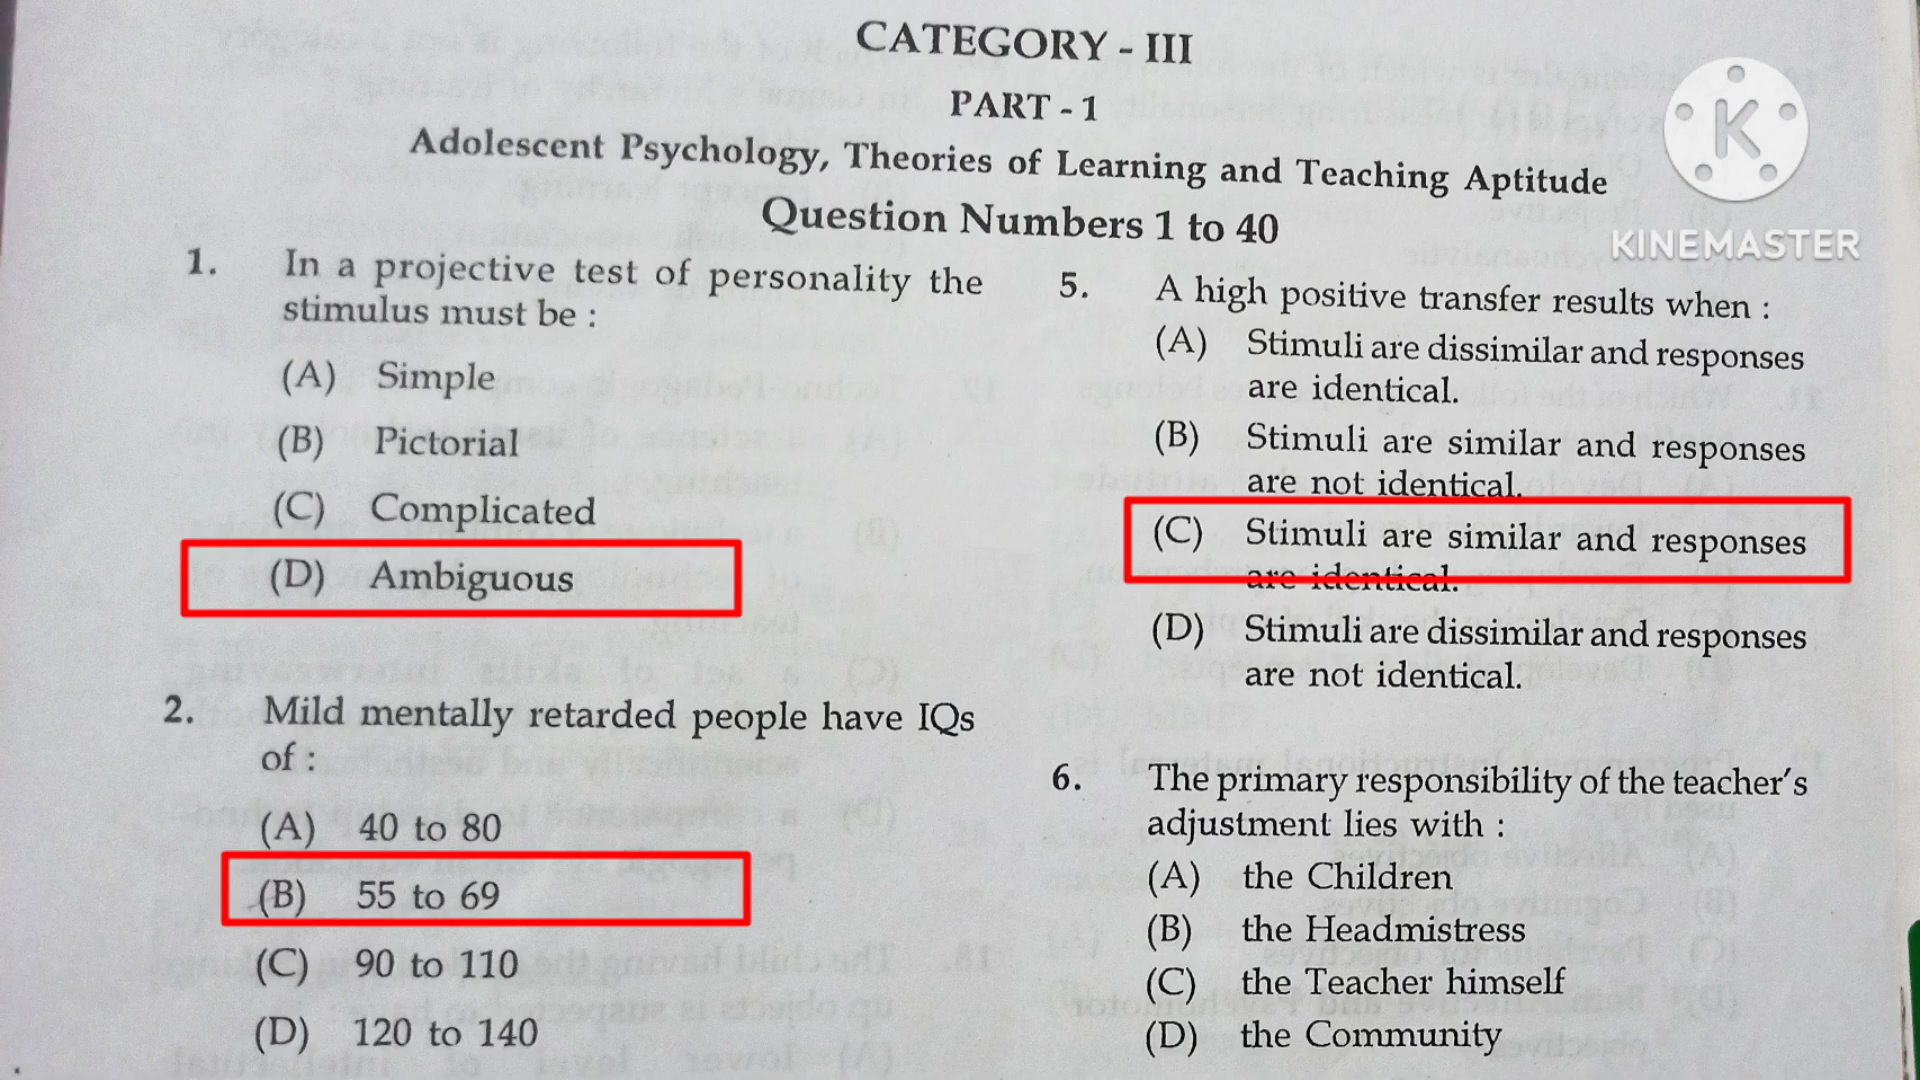 CATEGORY - III
PART - 1
Adolescent Psychology, Theories of Learning and Teaching Aptitude
Question Numbers 1 to 40
K
KINEMASTER
1. In a projective test of personality the
stimulus must be :
(A) Simple
(B) Pictorial
(C) Complicated
(D) Ambiguous
2. Mild mentally retarded people have IQs
of :
(A) 40 to 80
(B) 55 to 69
(C) 90 to 110
(D) 120 to 140
5. A high positive transfer results when :
(A) Stimuli are dissimilar and responses
are identical.
(B) Stimuli are similar and responses
are not identical.
(C) Stimuli are similar and responses
are identical.
(D) Stimuli are dissimilar and responses
are not identical.
6. The primary responsibility of the teacher's
adjustment lies with :
(A) the Children
(B) the Headmistress
(C) the Teacher himself
(D) the Community